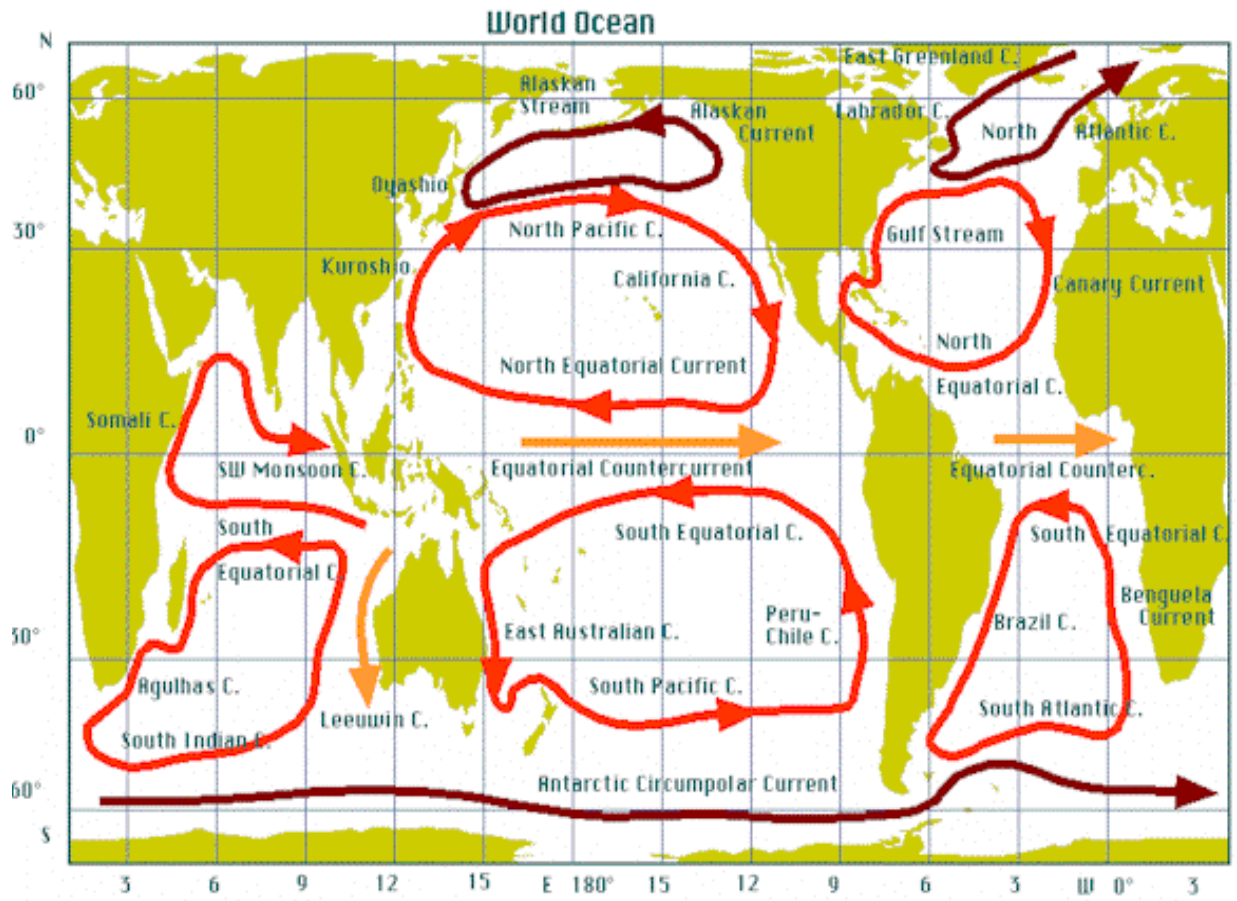 World Ocean
N
East Greenland C.
60°
Alaskan
Stream
Alaskan
Current
Labrador C.
North
Atlantic C.
Oyashio
30°
North Pacific C.
Gulf Stream
Kuroshio
California C.
Canary Current
North
North Equatorial Current
Equatorial C.
Somali C.
0°
SW Monsoon C.
Equatorial Countercurrent
Equatorial Counterc.
South
South Equatorial C.
South
Equatorial C.
Equatorial C.
Benguela
Current
Peru-
Chile C.
East Australian C.
Brazil C.
30°
Agulhas C.
South Pacific C.
South Atlantic C.
Leeuwin C.
South Indian C.
Antarctic Circumpolar Current
60°
S
3 6 9 12 15 E 180° 15 12 9 6 3 W 0° 3